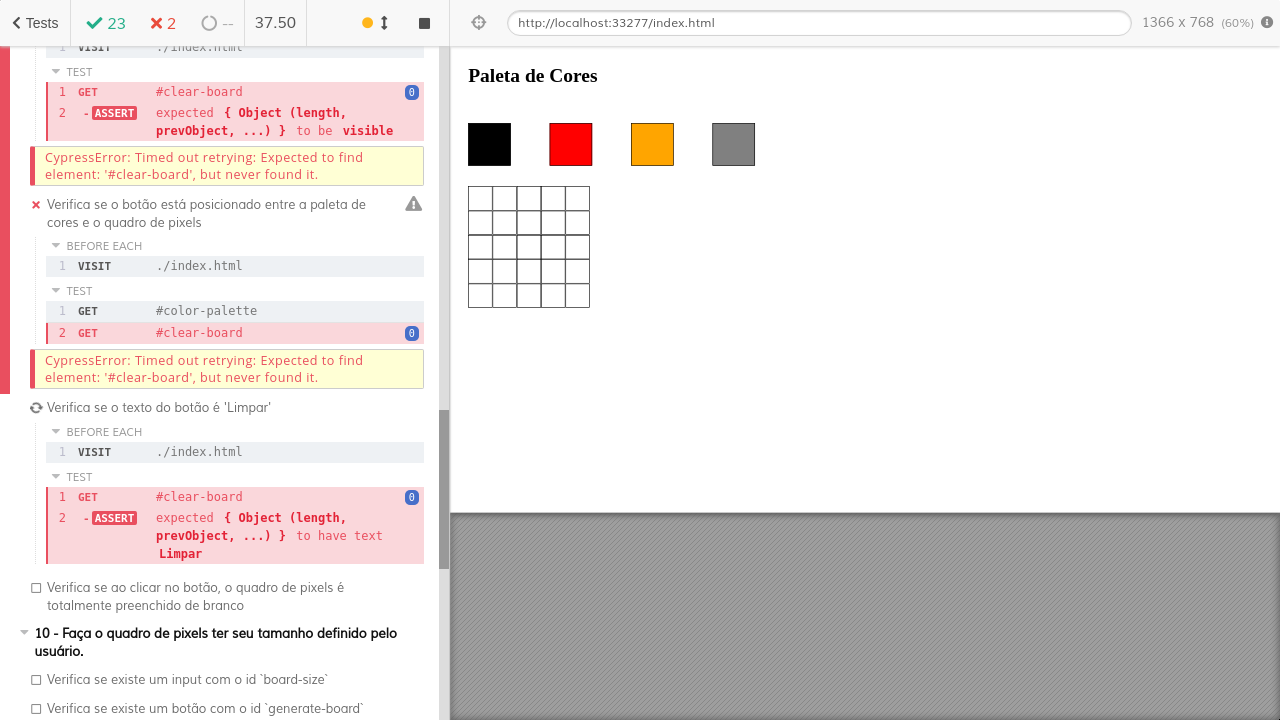 Tests
23
2
--
37.50
http://localhost:33277/index.html
1366 x 768 (60%)
1 VISIT ./index.html
TEST
1 GET #clear-board 0
2 -ASSERT expected { Object (length,
prevObject, ...) } to be visible
CypressError: Timed out retrying: Expected to find
element: '#clear-board', but never found it.
Verifica se o botão está posicionado entre a paleta de
cores e o quadro de pixels
BEFORE EACH
1 VISIT ./index.html
TEST
1 GET #color-palette
2 GET #clear-board 0
CypressError: Timed out retrying: Expected to find
element: '#clear-board', but never found it.
Verifica se o texto do botão é 'Limpar'
BEFORE EACH
1 VISIT ./index.html
TEST
1 GET #clear-board 0
2 -ASSERT expected { Object (length,
prevObject, ...) } to have text
Limpar
Verifica se ao clicar no botão, o quadro de pixels é
totalmente preenchido de branco
10 - Faça o quadro de pixels ter seu tamanho definido pelo
usuário.
Verifica se existe um input com o id `board-size`
Verifica se existe um botão com o id `generate-board`
Paleta de Cores